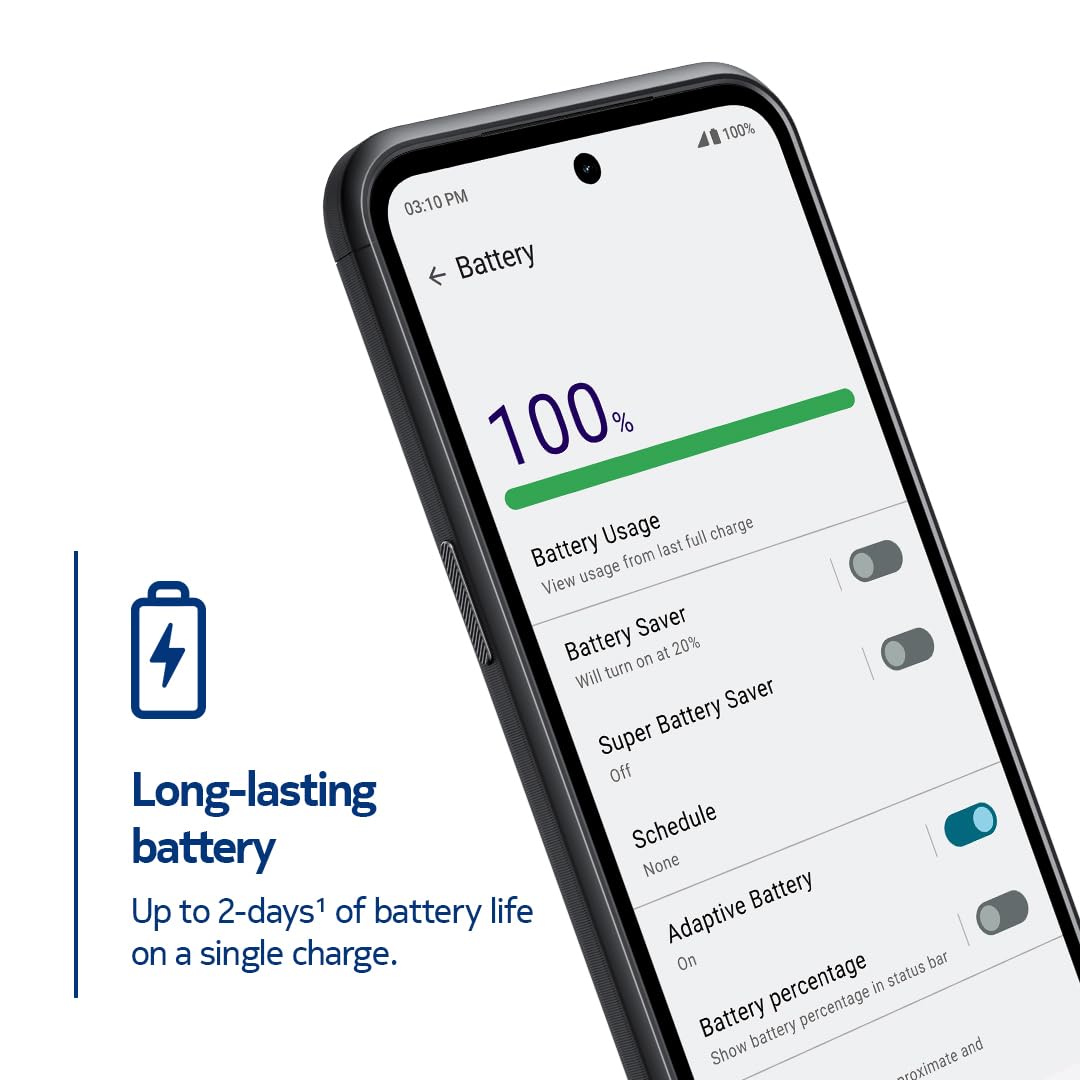 03:10 PM
100%
Battery
100%
Battery Usage
View usage from last full charge
Battery Saver
Will turn on at 20%
Super Battery Saver
Off
Schedule
None
Adaptive Battery
On
Battery percentage
Show battery percentage in status bar
and
Long-lasting
battery
Up to 2-days¹ of battery life
on a single charge.